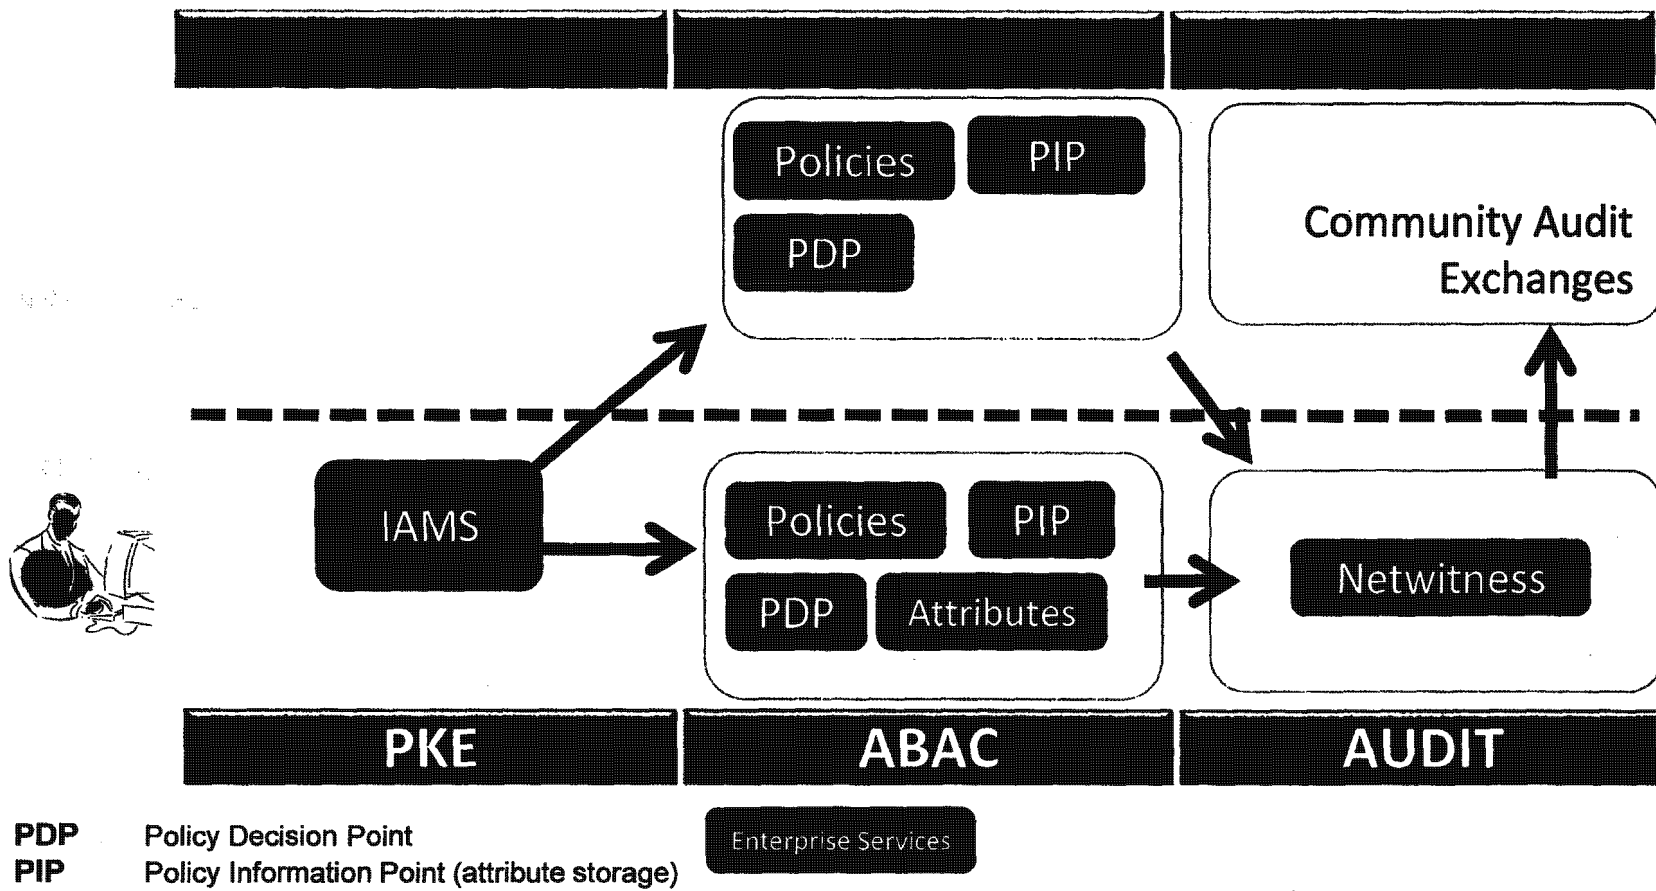 Policies
PIP
PDP
Community Audit
Exchanges
IAMS
Policies
PIP
PDP
Attributes
Netwitness
PKE
ABAC
AUDIT
PDP Policy Decision Point
PIP Policy Information Point (attribute storage)
Enterprise Services